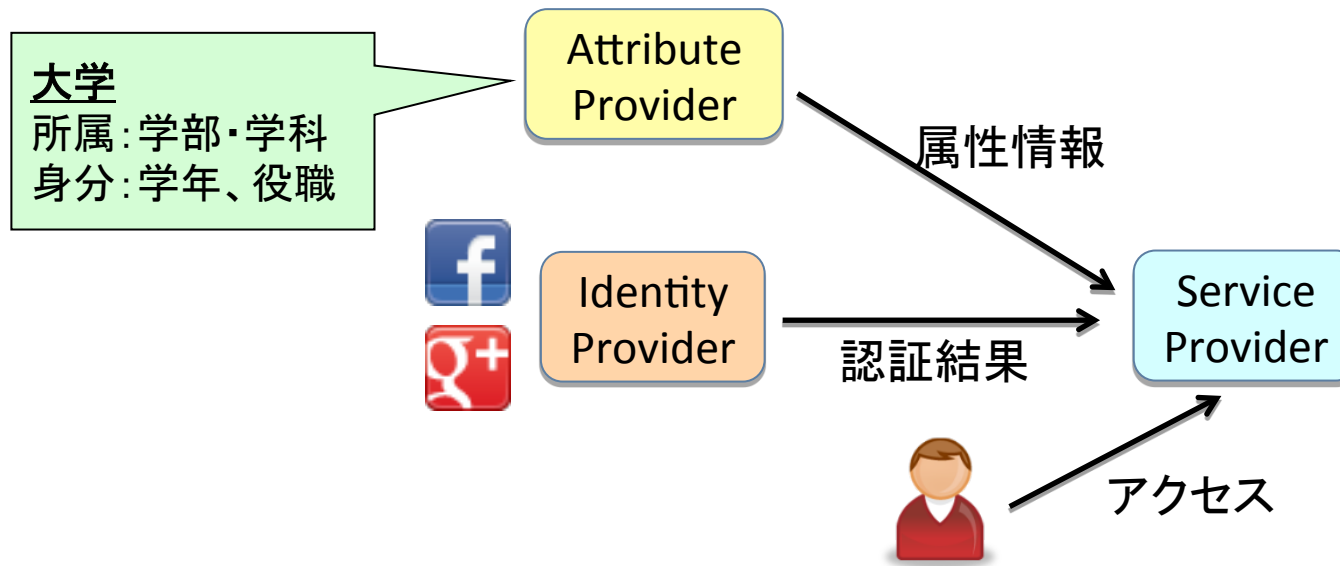 大学
所属：学部・学科
身分：学年、役職
Attribute
Provider
属性情報
f
g+
Identity
Provider
認証結果
Service
Provider
アクセス